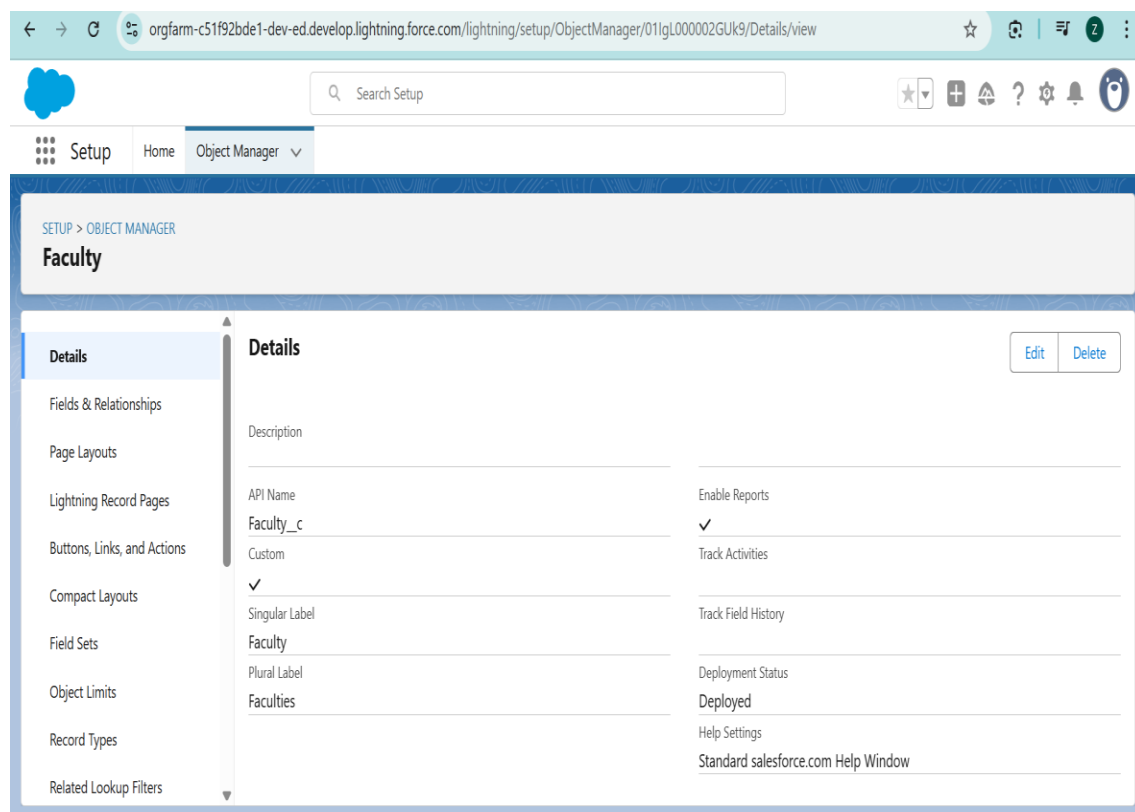 orgfarm-c51f92bde1-dev-ed.develop.lightning.force.com/lightning/setup/ObjectManager/01IgL000002GUk9/Details/view
Z
Search Setup
Setup
Home
Object Manager
SETUP > OBJECT MANAGER
Faculty
Details
Fields & Relationships
Page Layouts
Lightning Record Pages
Buttons, Links, and Actions
Compact Layouts
Field Sets
Object Limits
Record Types
Related Lookup Filters
Details
Edit
Delete
Description
API Name
Faculty__c
Custom
Singular Label
Faculty
Plural Label
Faculties
Enable Reports
Track Activities
Track Field History
Deployment Status
Deployed
Help Settings
Standard salesforce.com Help Window